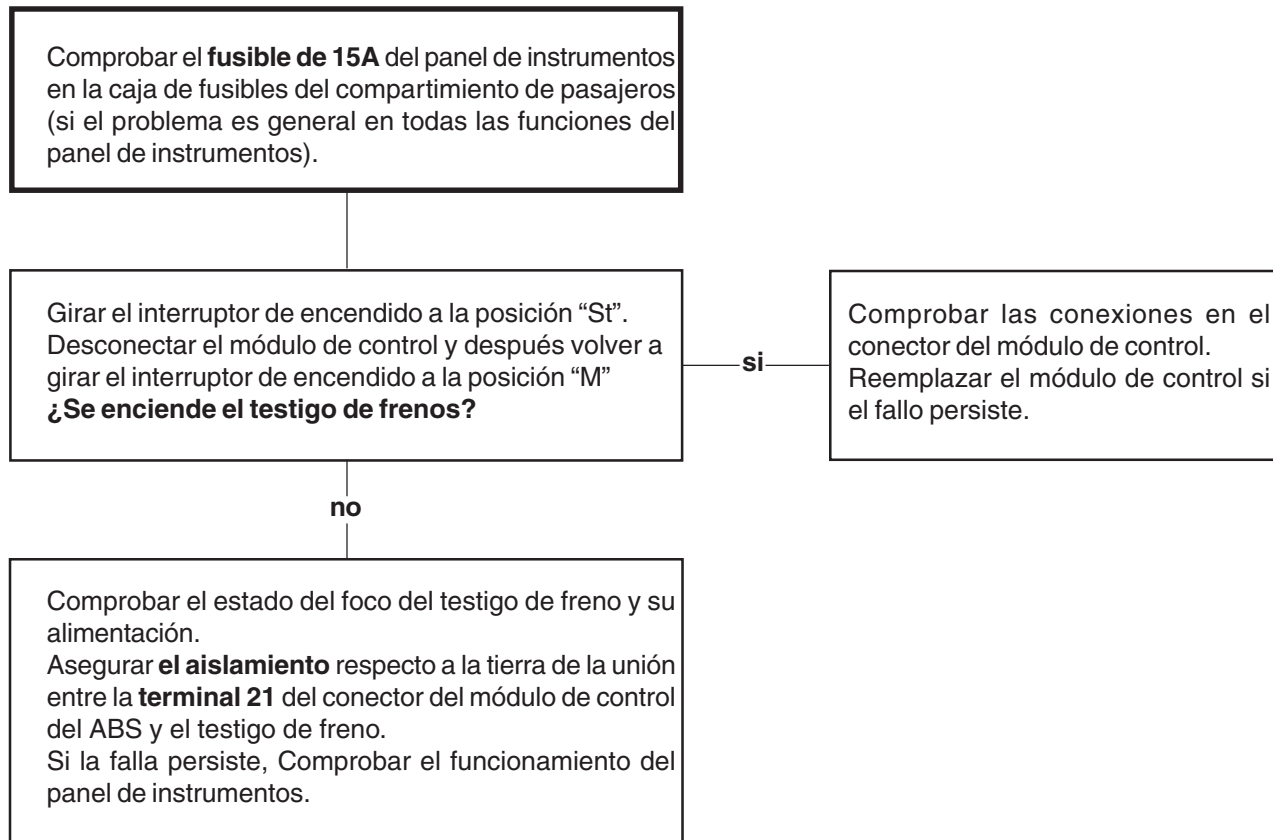 Comprobar el fusible de 15A del panel de instrumentos
en la caja de fusibles del compartimiento de pasajeros
(si el problema es general en todas las funciones del
panel de instrumentos).
Girar el interruptor de encendido a la posición “St”.
Desconectar el módulo de control y después volver a
girar el interruptor de encendido a la posición “M”
¿Se enciende el testigo de frenos?
si
Comprobar las conexiones en el
conector del módulo de control.
Reemplazar el módulo de control si
el fallo persiste.
no
Comprobar el estado del foco del testigo de freno y su
alimentación.
Asegurar el aislamiento respecto a la tierra de la unión
entre la terminal 21 del conector del módulo de control
del ABS y el testigo de freno.
Si la falla persiste, Comprobar el funcionamiento del
panel de instrumentos.